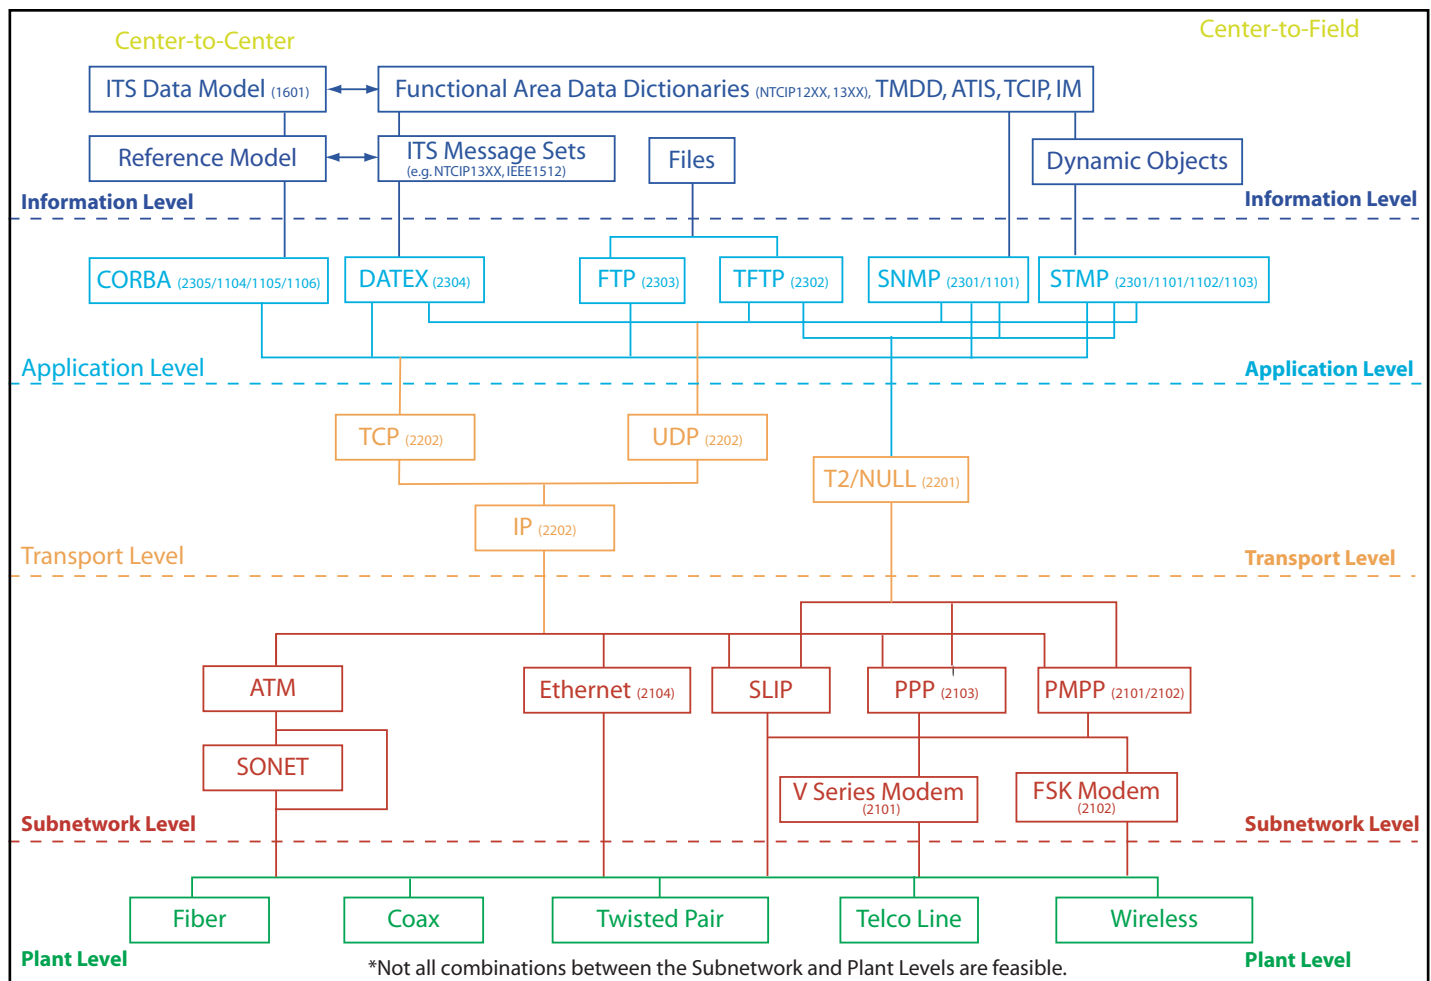 Center-to-Center
Center-to-Field
ITS Data Model (1601)
Functional Area Data Dictionaries (NTCIP12XX, 13XX), TMDD, ATIS, TCIP, IM
Reference Model
ITS Message Sets
(e.g. NTCIP13XX, IEEE1512)
Files
Dynamic Objects
Information Level
Information Level
CORBA (2305/1104/1105/1106)
DATEX (2304)
FTP (2303)
TFTP (2302)
SNMP (2301/1101)
STMP (2301/1101/1102/1103)
Application Level
Application Level
TCP (2202)
UDP (2202)
T2/NULL (2201)
IP (2202)
Transport Level
Transport Level
ATM
Ethernet (2104)
SLIP
PPP (2103)
PMPP (2101/2102)
SONET
V Series Modem
(2101)
FSK Modem
(2102)
Subnetwork Level
Subnetwork Level
Fiber
Coax
Twisted Pair
Telco Line
Wireless
Plant Level
Plant Level
*Not all combinations between the Subnetwork and Plant Levels are feasible.